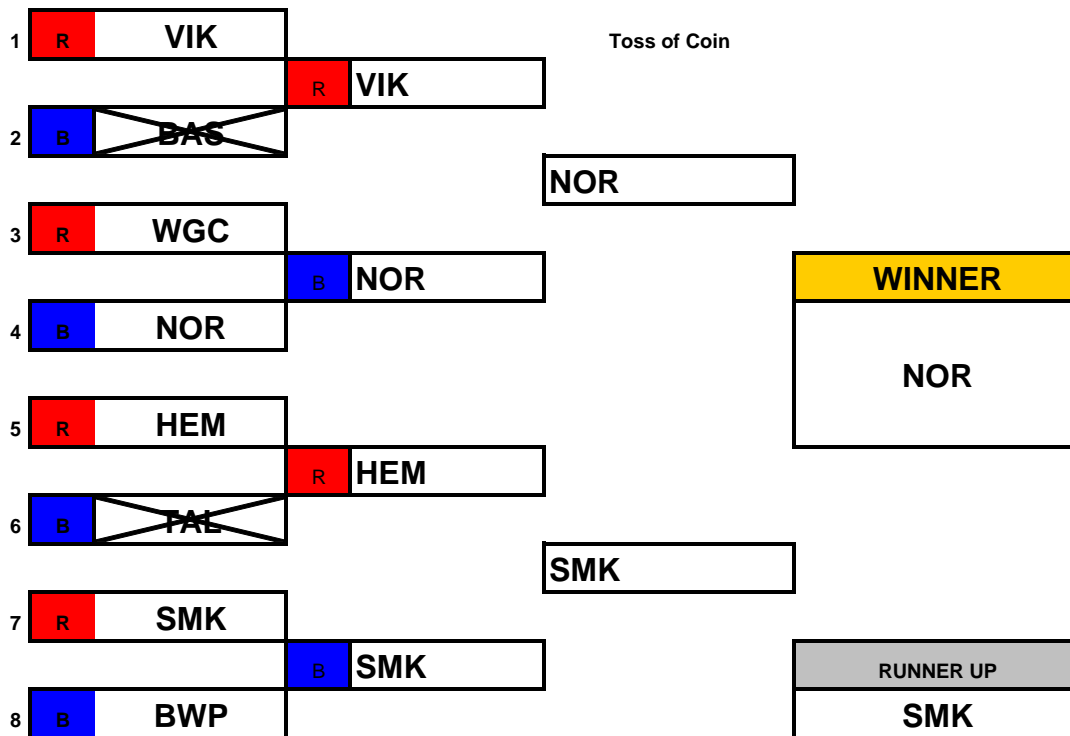 1 R VIK Toss of Coin
R VIK
2 B BAS
NOR
3 R WGC
B NOR WINNER
4 B NOR
NOR
5 R HEM
R HEM
6 B TAL
SMK
7 R SMK
B SMK RUNNER UP
8 B BWP SMK